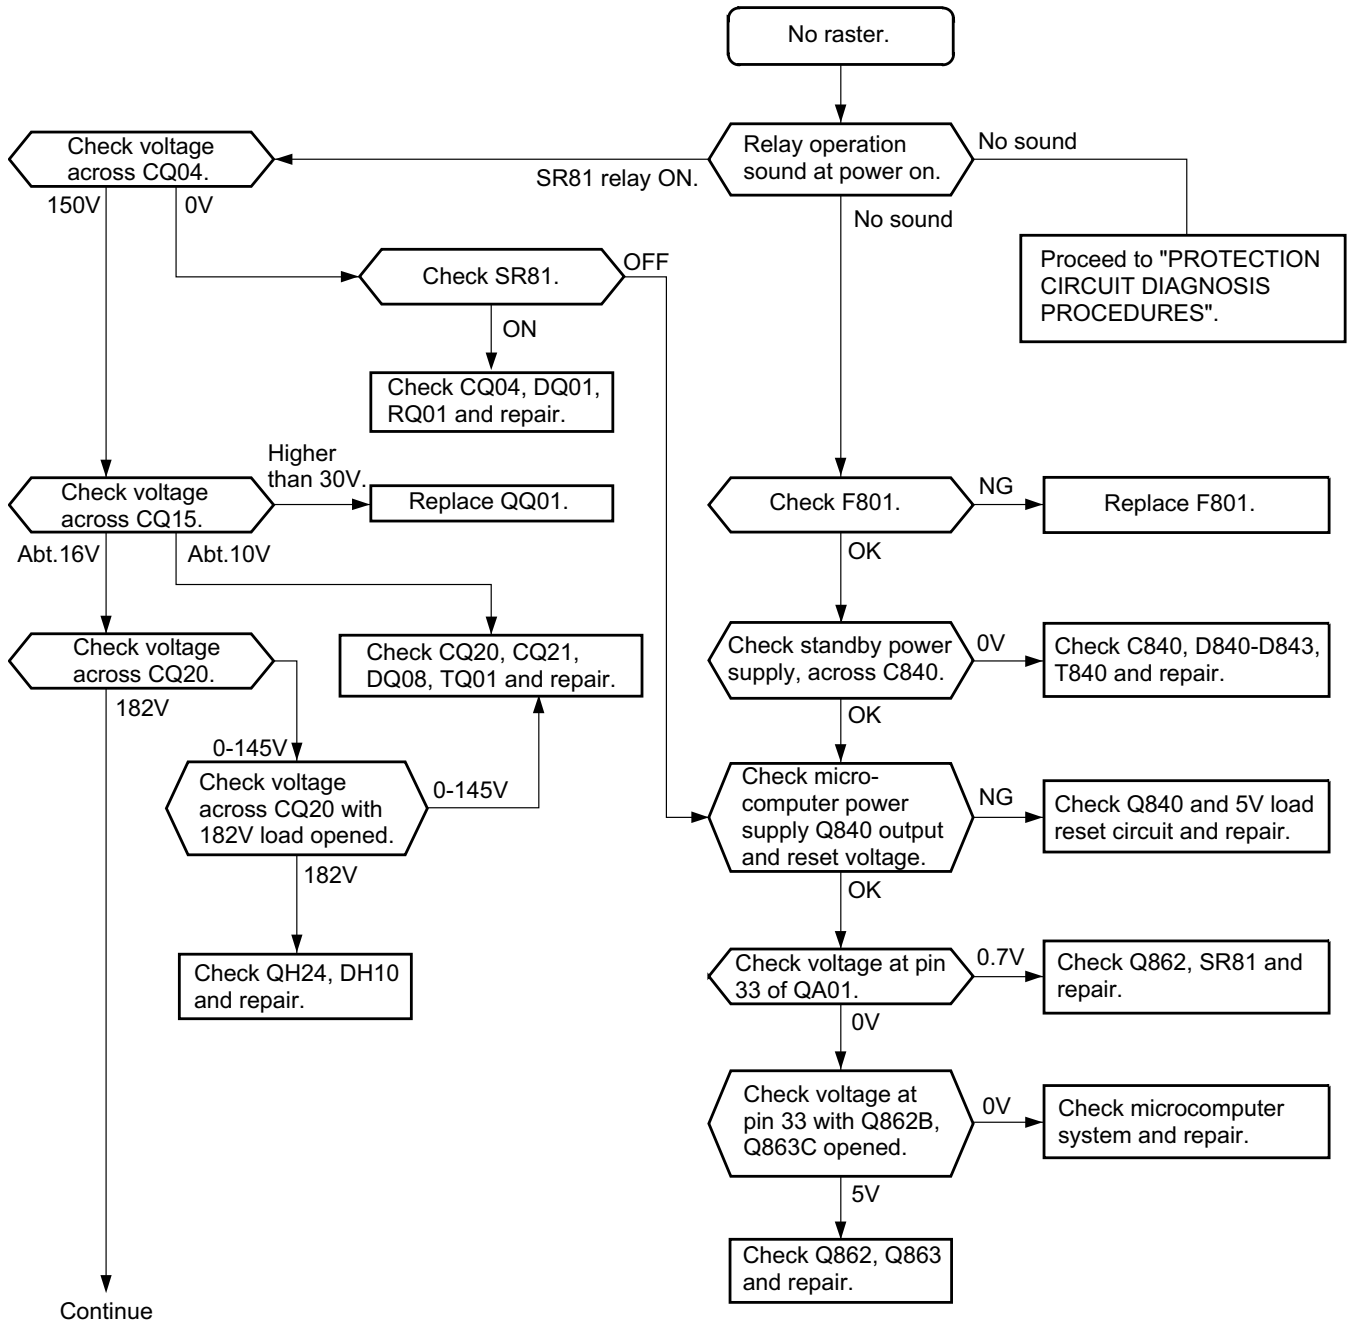 No raster.
Relay operation
sound at power on.
No sound
SR81 relay ON.
No sound
Check voltage
across CQ04.
150V
0V
Check SR81.
OFF
ON
Check CQ04, DQ01,
RQ01 and repair.
Proceed to "PROTECTION
CIRCUIT DIAGNOSIS
PROCEDURES".
Check voltage
across CQ15.
Higher
than 30V.
Replace QQ01.
Abt.16V
Abt.10V
Check F801.
NG
Replace F801.
OK
Check voltage
across CQ20.
182V
Check CQ20, CQ21,
DQ08, TQ01 and repair.
Check standby power
supply, across C840.
0V
Check C840, D840-D843,
T840 and repair.
OK
0-145V
Check voltage
across CQ20 with
182V load opened.
0-145V
182V
Check micro-
computer power
supply Q840 output
and reset voltage.
NG
Check Q840 and 5V load
reset circuit and repair.
OK
Check QH24, DH10
and repair.
Check voltage at pin
33 of QA01.
0.7V
Check Q862, SR81 and
repair.
0V
Check voltage at
pin 33 with Q862B,
Q863C opened.
0V
Check microcomputer
system and repair.
5V
Check Q862, Q863
and repair.
Continue